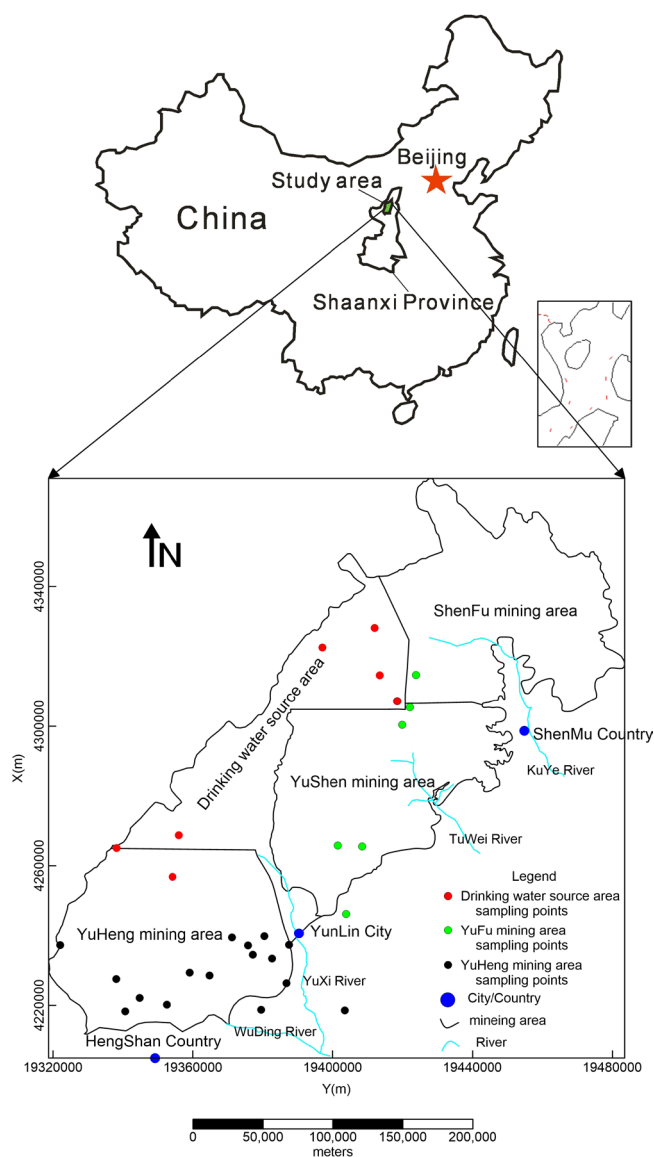 Beijing
Study area
China
Shaanxi Province
N
ShenFu mining area
Drinking water source area
ShenMu Country
YuShen mining area
KuYe River
TuWei River
YuHeng mining area
YunLin City
YuXi River
WuDing River
HengShan Country
Legend
Drinking water source area
sampling points
YuFu mining area
sampling points
YuHeng mining area
sampling points
City/Country
mineing area
River
X(m)
4340000
4300000
4260000
4220000
19320000 19360000 19400000 19440000 19480000
Y(m)
0 50,000 100,000 150,000 200,000
meters